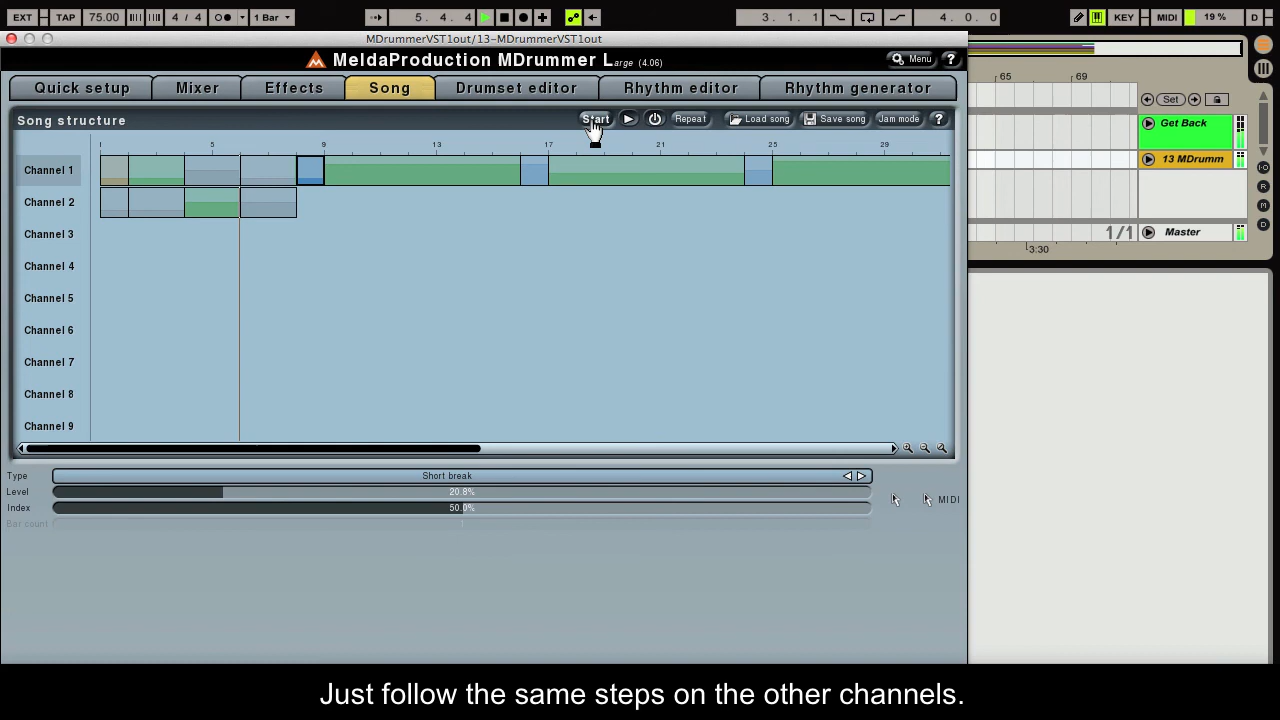 EXT TAP 75.00 4 / 4 1 Bar 5. 4. 4 3. 1. 1 4. 0. 0 KEY MIDI 19 % D
MDrummerVST1out/13-MDrummerVST1out
MeldaProduction MDrummer Large (4.06) Menu ?
Quick setup Mixer Effects Song Drumset editor Rhythm editor Rhythm generator
Song structure Start Repeat Load song Save song Jam mode ?
1 5 9 13 17 21 25 29
65 69
Set
Get Back
13 MDrumm
1/1 Master
3:30
Channel 1
Channel 2
Channel 3
Channel 4
Channel 5
Channel 6
Channel 7
Channel 8
Channel 9
Type Short break
Level 20.8%
Index 50.0%
MIDI
Bar count 1
Just follow the same steps on the other channels.